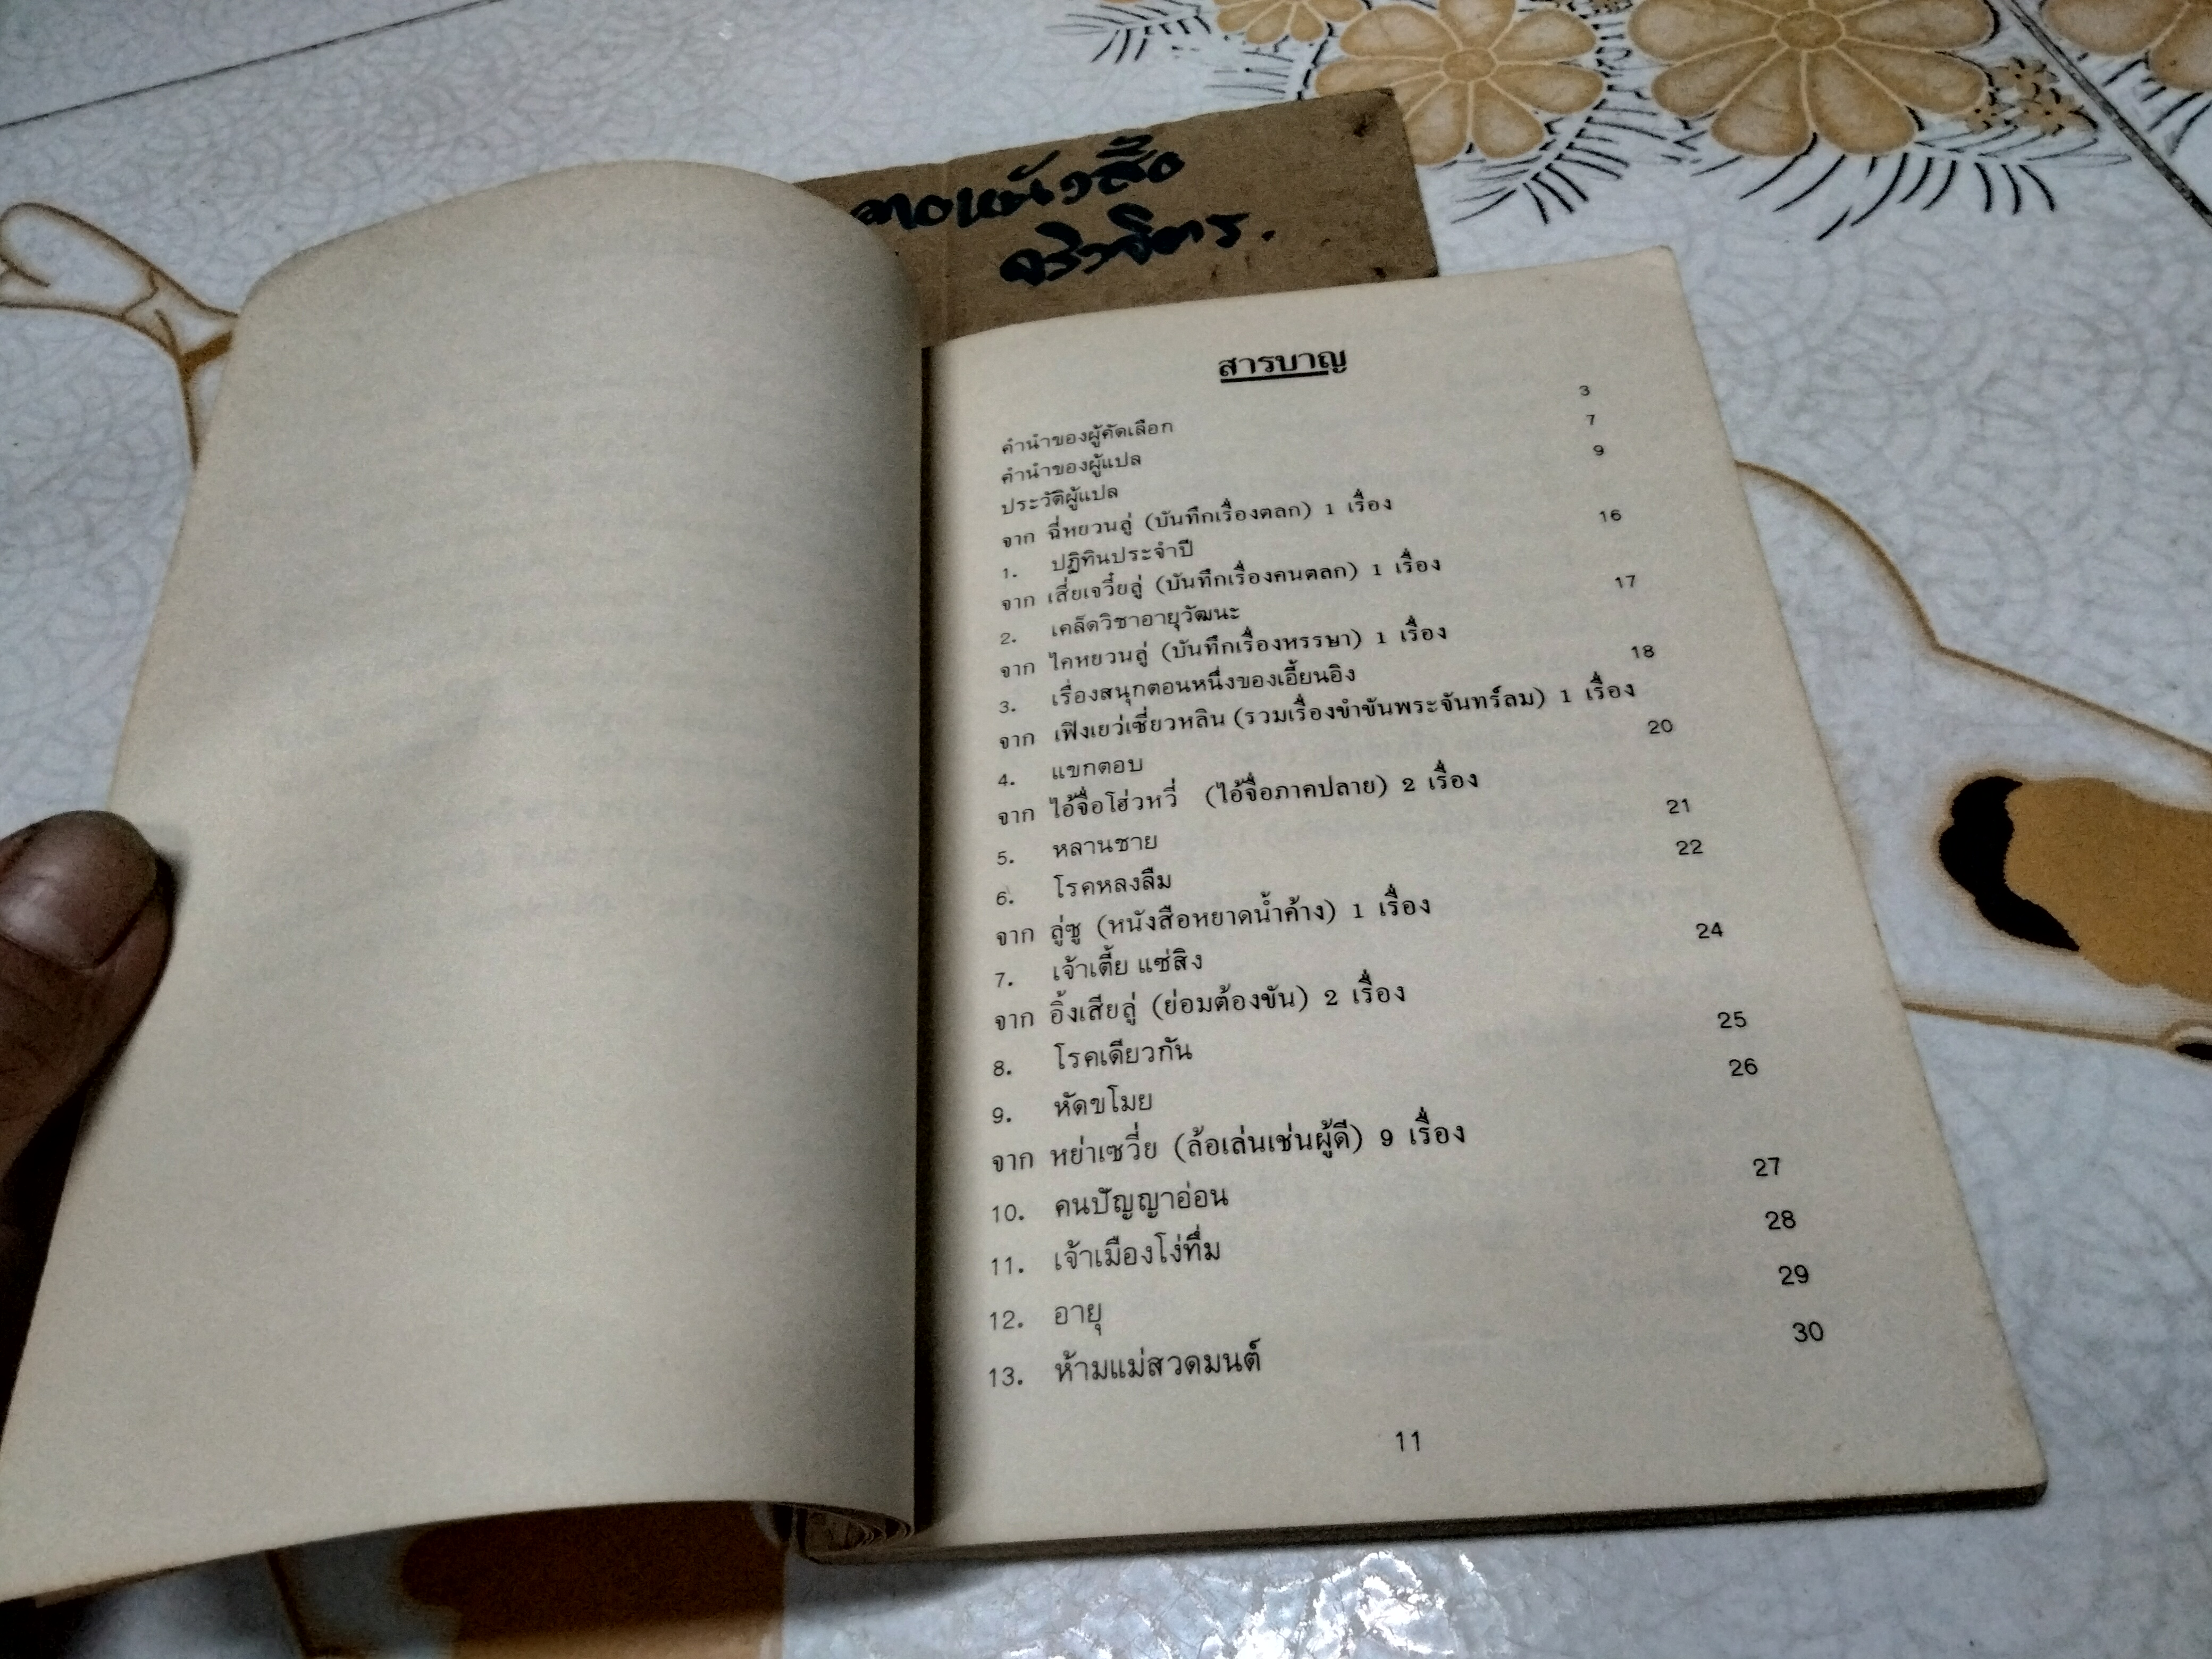 ขายหนังสือ
จริงจิตร.
สารบาญ
คำนำของผู้คัดเลือก 3
คำนำของผู้แปล 7
ประวัติผู้แปล 9
จาก ฉี่หยวนลู่ (บันทึกเรื่องตลก) 1 เรื่อง
1. ปฏิทินประจำปี 16
จาก เสี่ยเจวี๋ยลู่ (บันทึกเรื่องคนตลก) 1 เรื่อง
2. เคล็ดวิชาอายุวัฒนะ 17
จาก ไคหยวนลู่ (บันทึกเรื่องหรรษา) 1 เรื่อง
3. เรื่องสนุกตอนหนึ่งของเอี้ยนอิง 18
จาก เฟิงเยว่เซี่ยวหลิน (รวมเรื่องขำขันพระจันทร์ลม) 1 เรื่อง
4. แขกตอบ 20
จาก ไอ้จื่อโฮ่วหวี่ (ไอ้จื่อภาคปลาย) 2 เรื่อง
5. หลานชาย 21
6. โรคหลงลืม 22
จาก ลู่ซู (หนังสือหยาดน้ำค้าง) 1 เรื่อง
7. เจ้าเตี้ย แซ่สิง 24
จาก อิ้งเสียลู่ (ย่อมต้องขัน) 2 เรื่อง
8. โรคเดียวกัน 25
9. หัดขโมย 26
จาก หย่าเซวี่ย (ล้อเล่นเช่นผู้ดี) 9 เรื่อง
10. คนปัญญาอ่อน 27
11. เจ้าเมืองโง่ทึ่ม 28
12. อายุ 29
13. ห้ามแม่สวดมนต์ 30
11